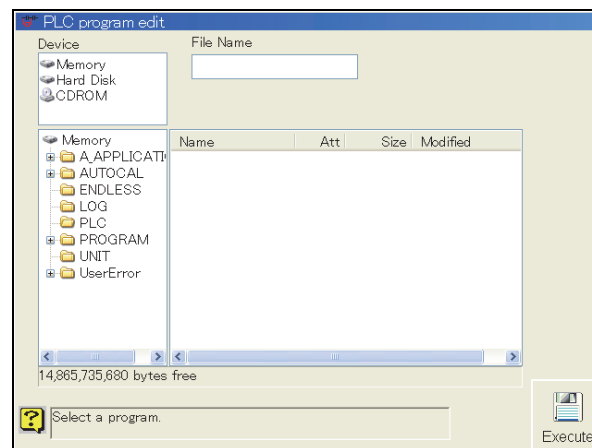 PLC program edit
Device
File Name
Memory
Hard Disk
CDROM
Memory
Name Att Size Modified
A_APPLICATI
AUTOCAL
ENDLESS
LOG
PLC
PROGRAM
UNIT
UserError
14,865,735,680 bytes free
Select a program.
Execute